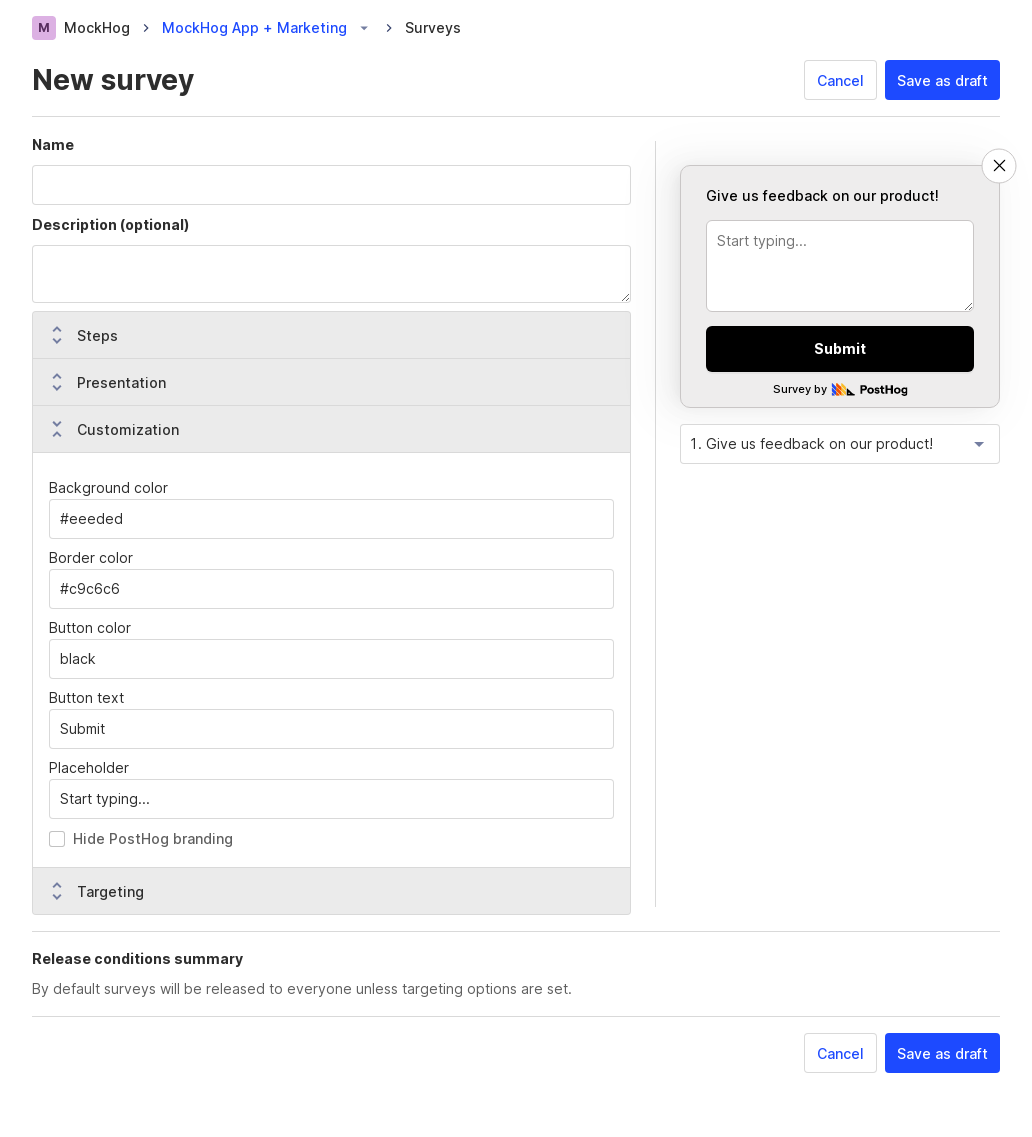 M MockHog MockHog App + Marketing Surveys
New survey
Cancel Save as draft
Name
Description (optional)
Steps
Presentation
Customization
Background color
#eeeded
Border color
#c9c6c6
Button color
black
Button text
Submit
Placeholder
Start typing...
Hide PostHog branding
Targeting
Give us feedback on our product!
Start typing...
Submit
Survey by PostHog
1. Give us feedback on our product!
Release conditions summary
By default surveys will be released to everyone unless targeting options are set.
Cancel Save as draft